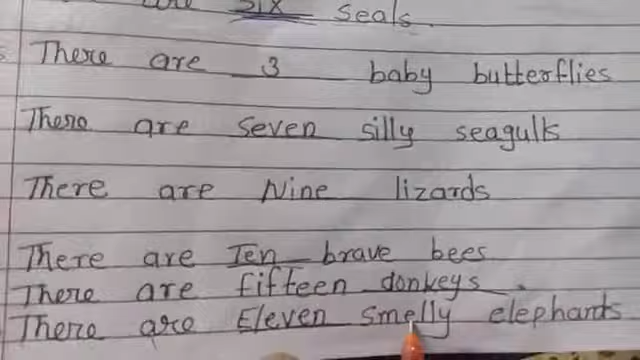 are Six seals.
There are 3 baby butterflies
There are seven silly seagulls
There are Nine lizards
There are Ten brave bees
There are fifteen donkeys.
There are Eleven smelly elephants